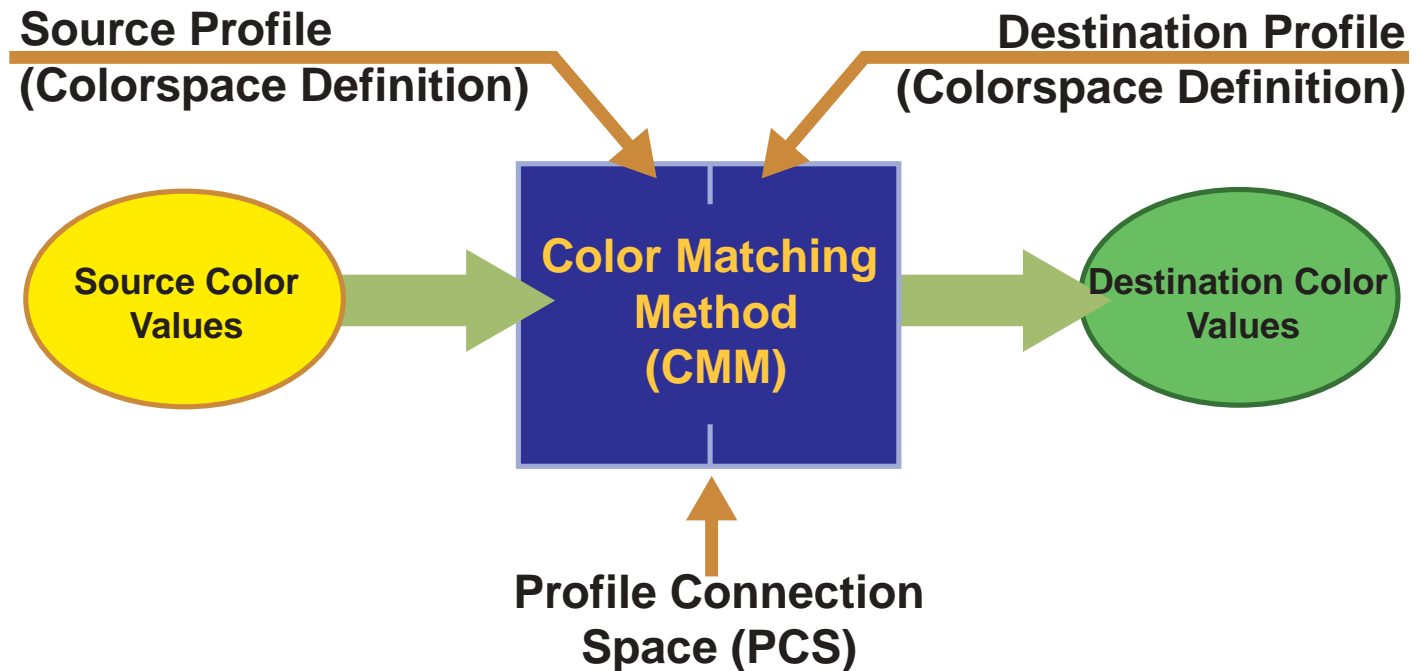 Source Profile
(Colorspace Definition)
Destination Profile
(Colorspace Definition)
Source Color
Values
Color Matching
Method
(CMM)
Destination Color
Values
Profile Connection
Space (PCS)